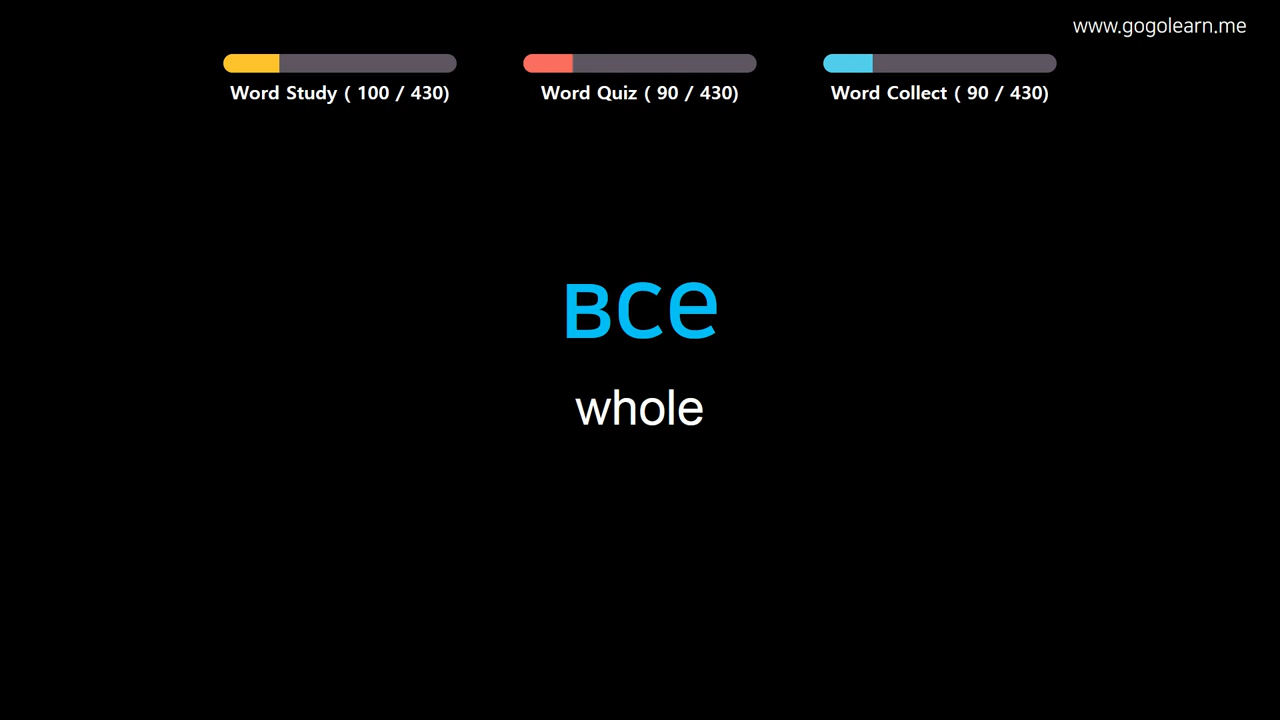 www.gogolearn.me
Word Study ( 100 / 430)
Word Quiz ( 90 / 430)
Word Collect ( 90 / 430)
все
whole